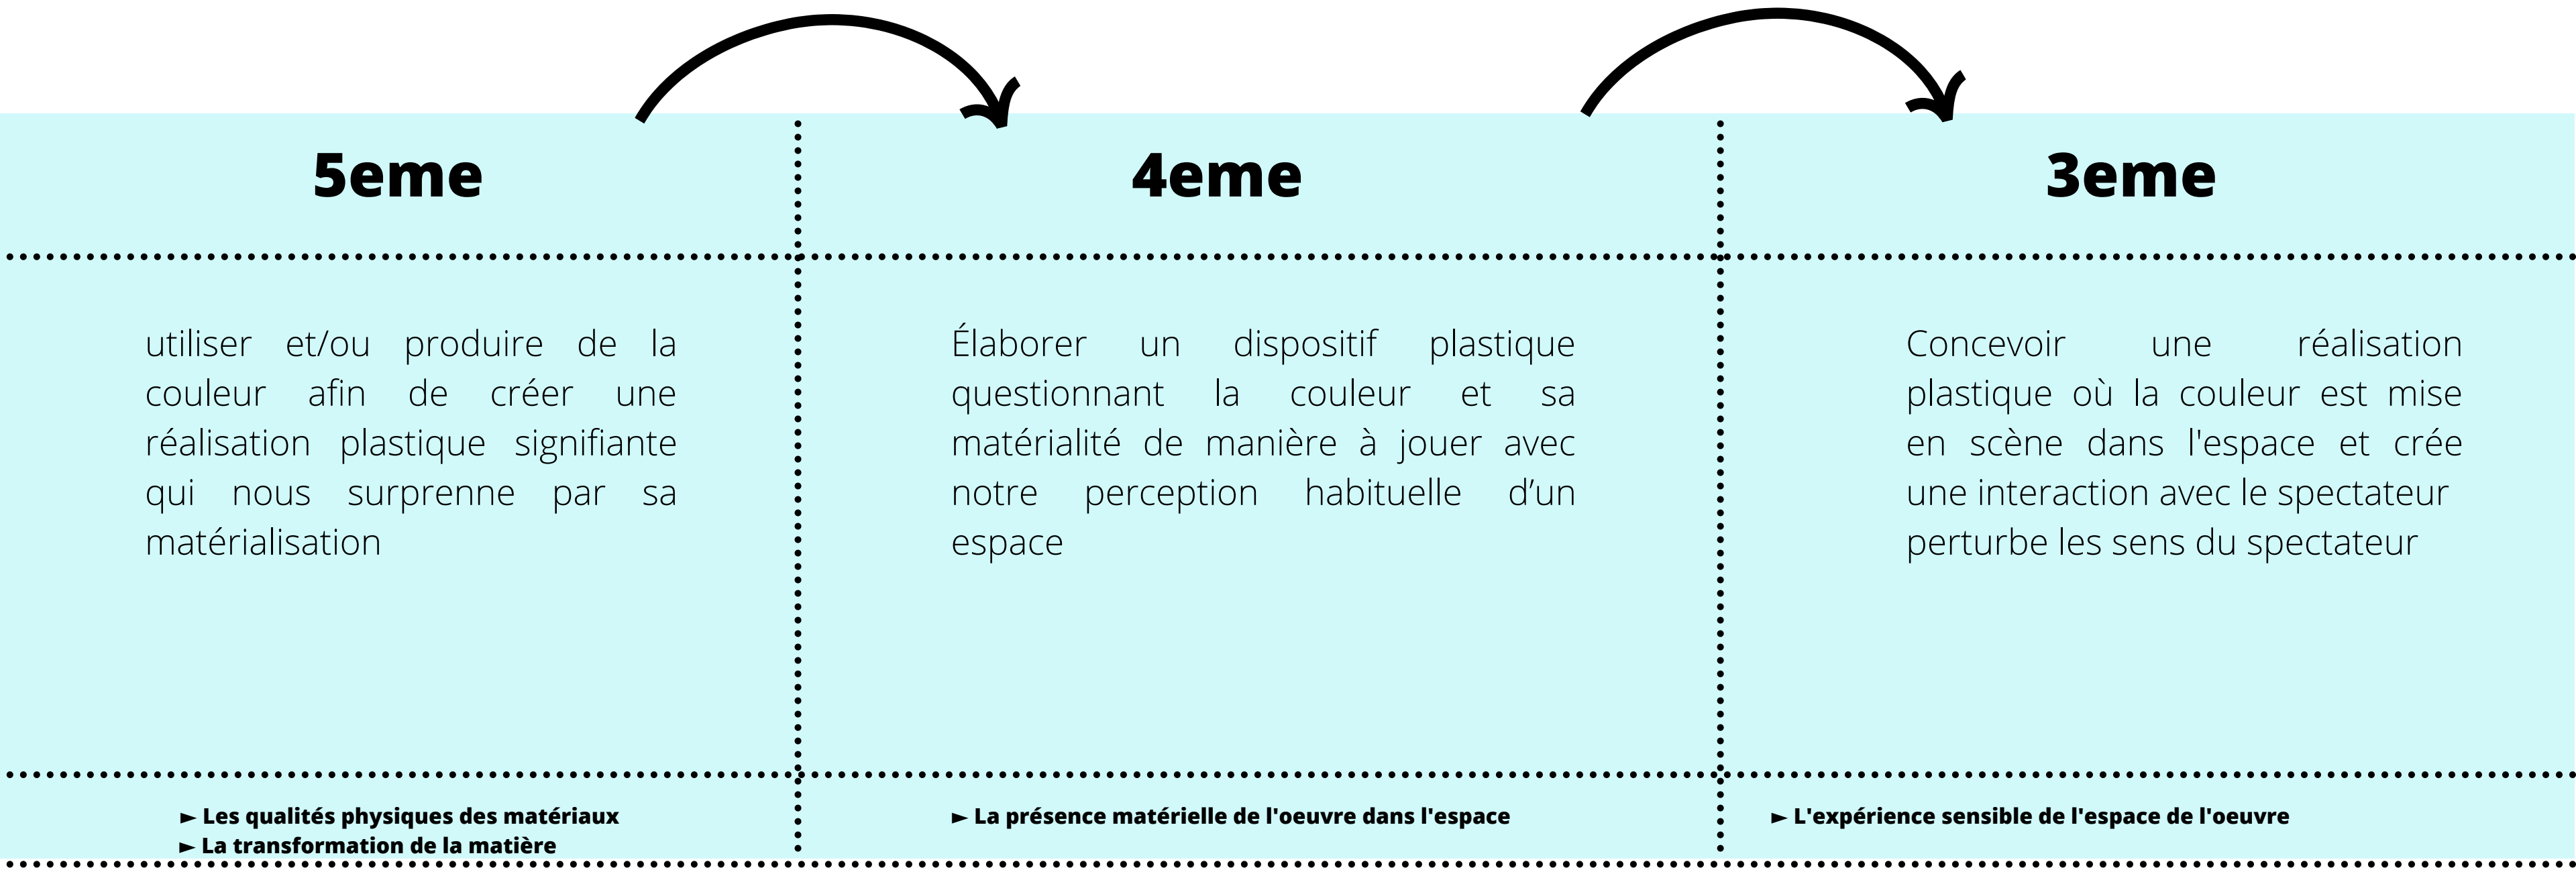 5eme
4eme
3eme
utiliser et/ou produire de la
couleur afin de créer une
réalisation plastique signifiante
qui nous surprenne par sa
matérialisation
Élaborer un dispositif plastique
questionnant la couleur et sa
matérialité de manière à jouer avec
notre perception habituelle d’un
espace
Concevoir une réalisation
plastique où la couleur est mise
en scène dans l'espace et crée
une interaction avec le spectateur
perturbe les sens du spectateur
► Les qualités physiques des matériaux
► La transformation de la matière
► La présence matérielle de l'oeuvre dans l'espace
► L'expérience sensible de l'espace de l'oeuvre